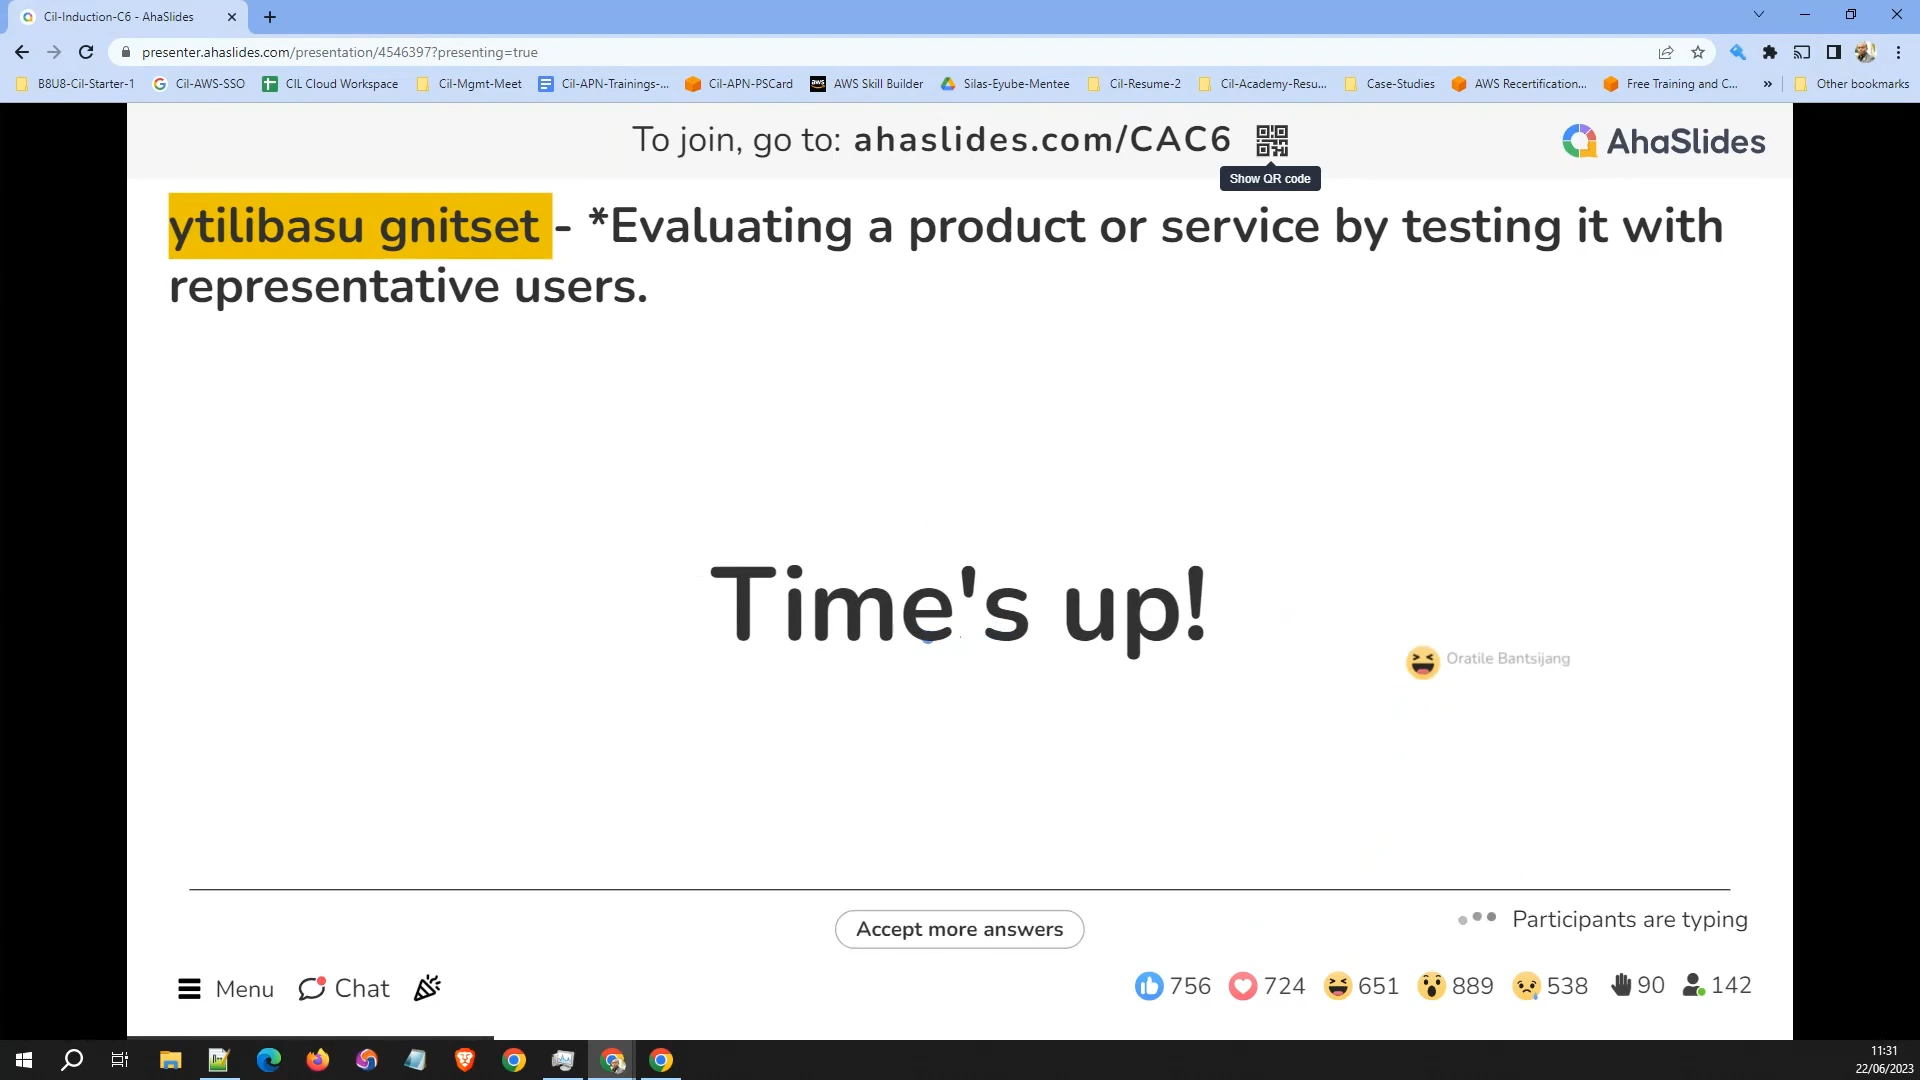 Cil-Induction-C6 - AhaSlides
presenter.ahaslides.com/presentation/4546397?presenting=true
B8U8-Cil-Starter-1 Cil-AWS-SSO CIL Cloud Workspace Cil-Mgmt-Meet Cil-APN-Trainings-... Cil-APN-PSCard aws AWS Skill Builder Silas-Eyube-Mentee Cil-Resume-2 Cil-Academy-Resu... Case-Studies AWS Recertification... Free Training and C... » Other bookmarks
To join, go to: ahaslides.com/CAC6
AhaSlides
Show QR code
ytilibasu gnitset - *Evaluating a product or service by testing it with
representative users.
Time's up!
Oratile Bantsijang
Accept more answers
Participants are typing
Menu Chat
756 724 651 889 538 90 142
11:31
22/06/2023